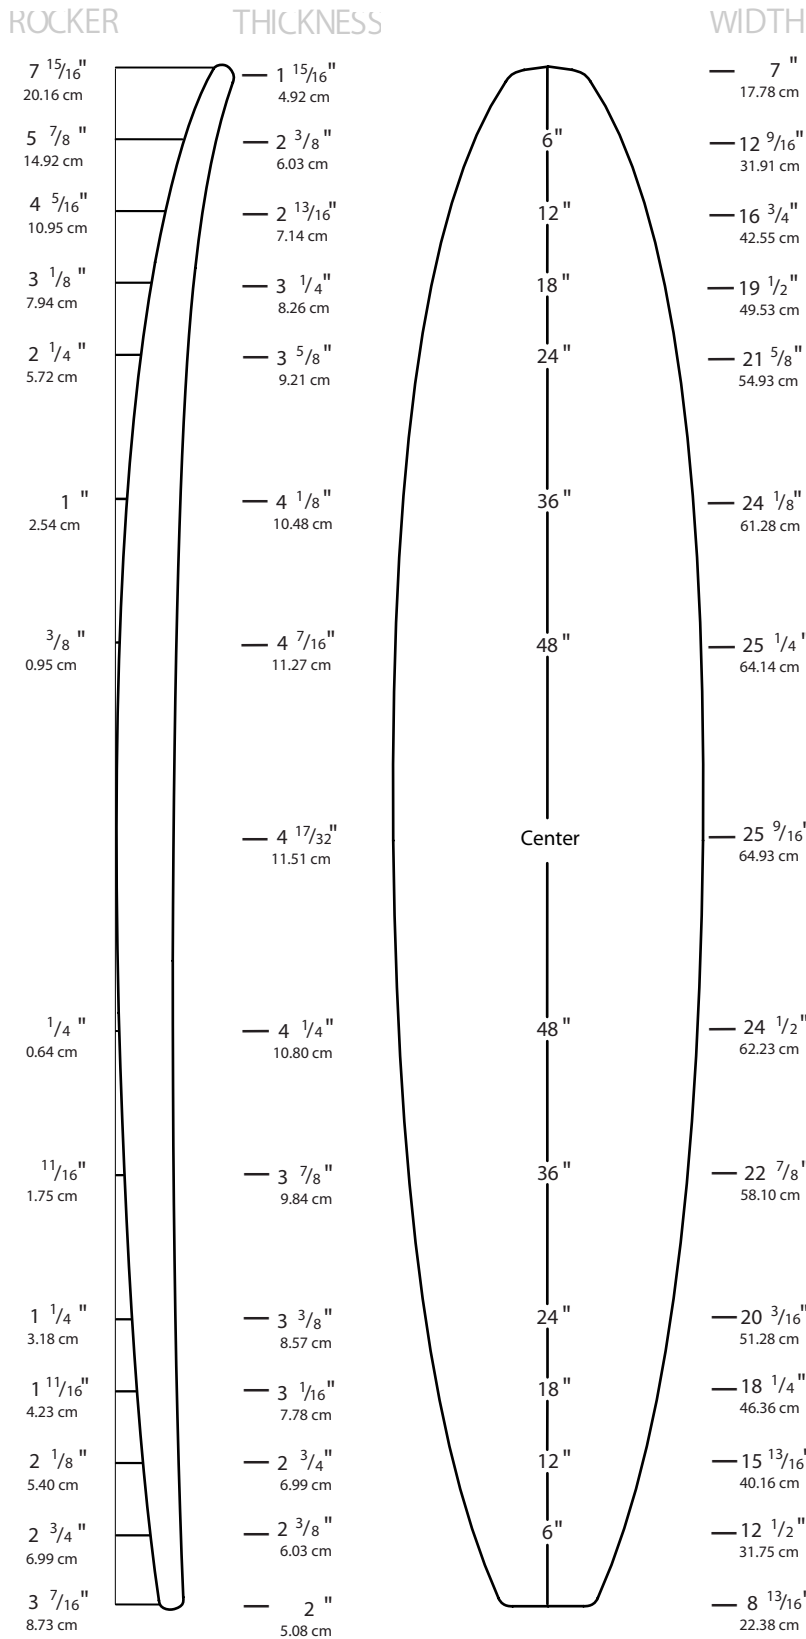 ROCKER THICKNESS WIDTH
7 15/16" 1 15/16" 7 "
20.16 cm 4.92 cm 17.78 cm
5 7/8 " 2 3/8 " 6" 12 9/16"
14.92 cm 6.03 cm 31.91 cm
4 5/16" 2 13/16" 12 " 16 3/4"
10.95 cm 7.14 cm 42.55 cm
3 1/8 " 3 1/4" 18 " 19 1/2"
7.94 cm 8.26 cm 49.53 cm
2 1/4 " 3 5/8 " 24 " 21 5/8"
5.72 cm 9.21 cm 54.93 cm
1 " 4 1/8 " 36 " 24 1/8"
2.54 cm 10.48 cm 61.28 cm
3/8 " 4 7/16" 48 " 25 1/4 "
0.95 cm 11.27 cm 64.14 cm
4 17/32" Center 25 9/16"
11.51 cm 64.93 cm
1/4 " 4 1/4 " 48 " 24 1/2"
0.64 cm 10.80 cm 62.23 cm
11/16" 3 7/8 " 36 " 22 7/8"
1.75 cm 9.84 cm 58.10 cm
1 1/4 " 3 3/8 " 24 " 20 3/16"
3.18 cm 8.57 cm 51.28 cm
1 11/16" 3 1/16" 18 " 18 1/4"
4.23 cm 7.78 cm 46.36 cm
2 1/8 " 2 3/4" 12 " 15 13/16"
5.40 cm 6.99 cm 40.16 cm
2 3/4 " 2 3/8 " 6" 12 1/2"
6.99 cm 6.03 cm 31.75 cm
3 7/16" 2 " 8 13/16"
8.73 cm 5.08 cm 22.38 cm